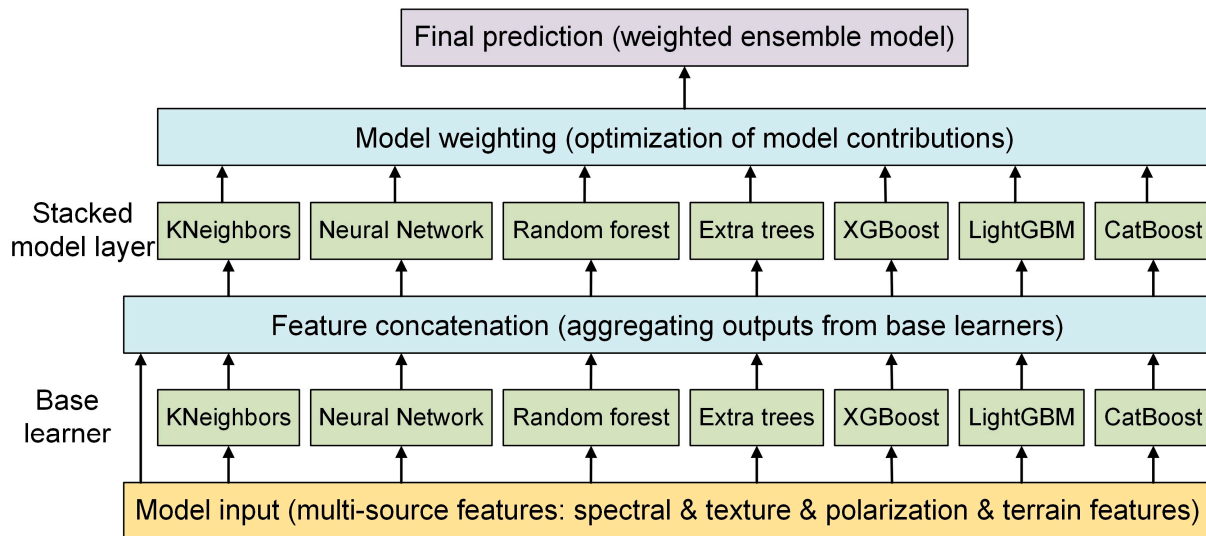 Final prediction (weighted ensemble model)
Model weighting (optimization of model contributions)
Stacked
model layer
KNeighbors
Neural Network
Random forest
Extra trees
XGBoost
LightGBM
CatBoost
Feature concatenation (aggregating outputs from base learners)
Base
learner
KNeighbors
Neural Network
Random forest
Extra trees
XGBoost
LightGBM
CatBoost
Model input (multi-source features: spectral & texture & polarization & terrain features)